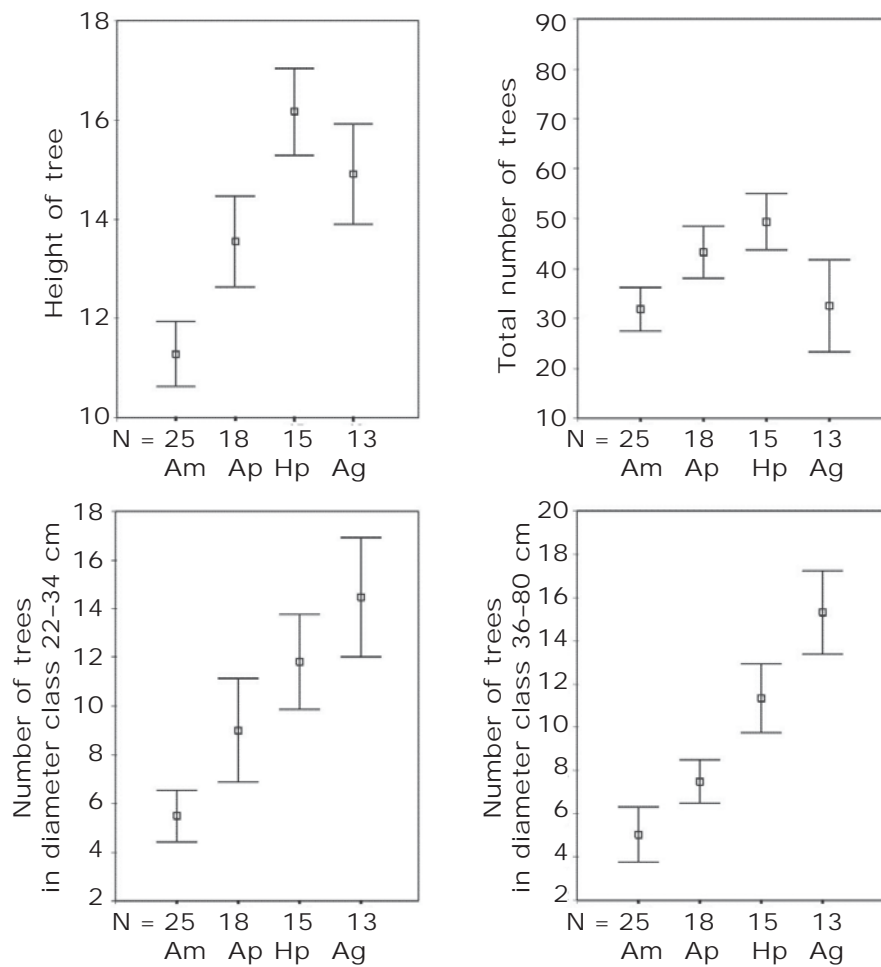 Height of tree
18
16
14
12
10
N = 25 18 15 13
Am Ap Hp Ag
Total number of trees
90
80
70
60
50
40
30
20
10
N = 25 18 15 13
Am Ap Hp Ag
Number of trees
in diameter class 22–34 cm
18
16
14
12
10
8
6
4
2
N = 25 18 15 13
Am Ap Hp Ag
Number of trees
in diameter class 36–80 cm
20
18
16
14
12
10
8
6
4
2
N = 25 18 15 13
Am Ap Hp Ag